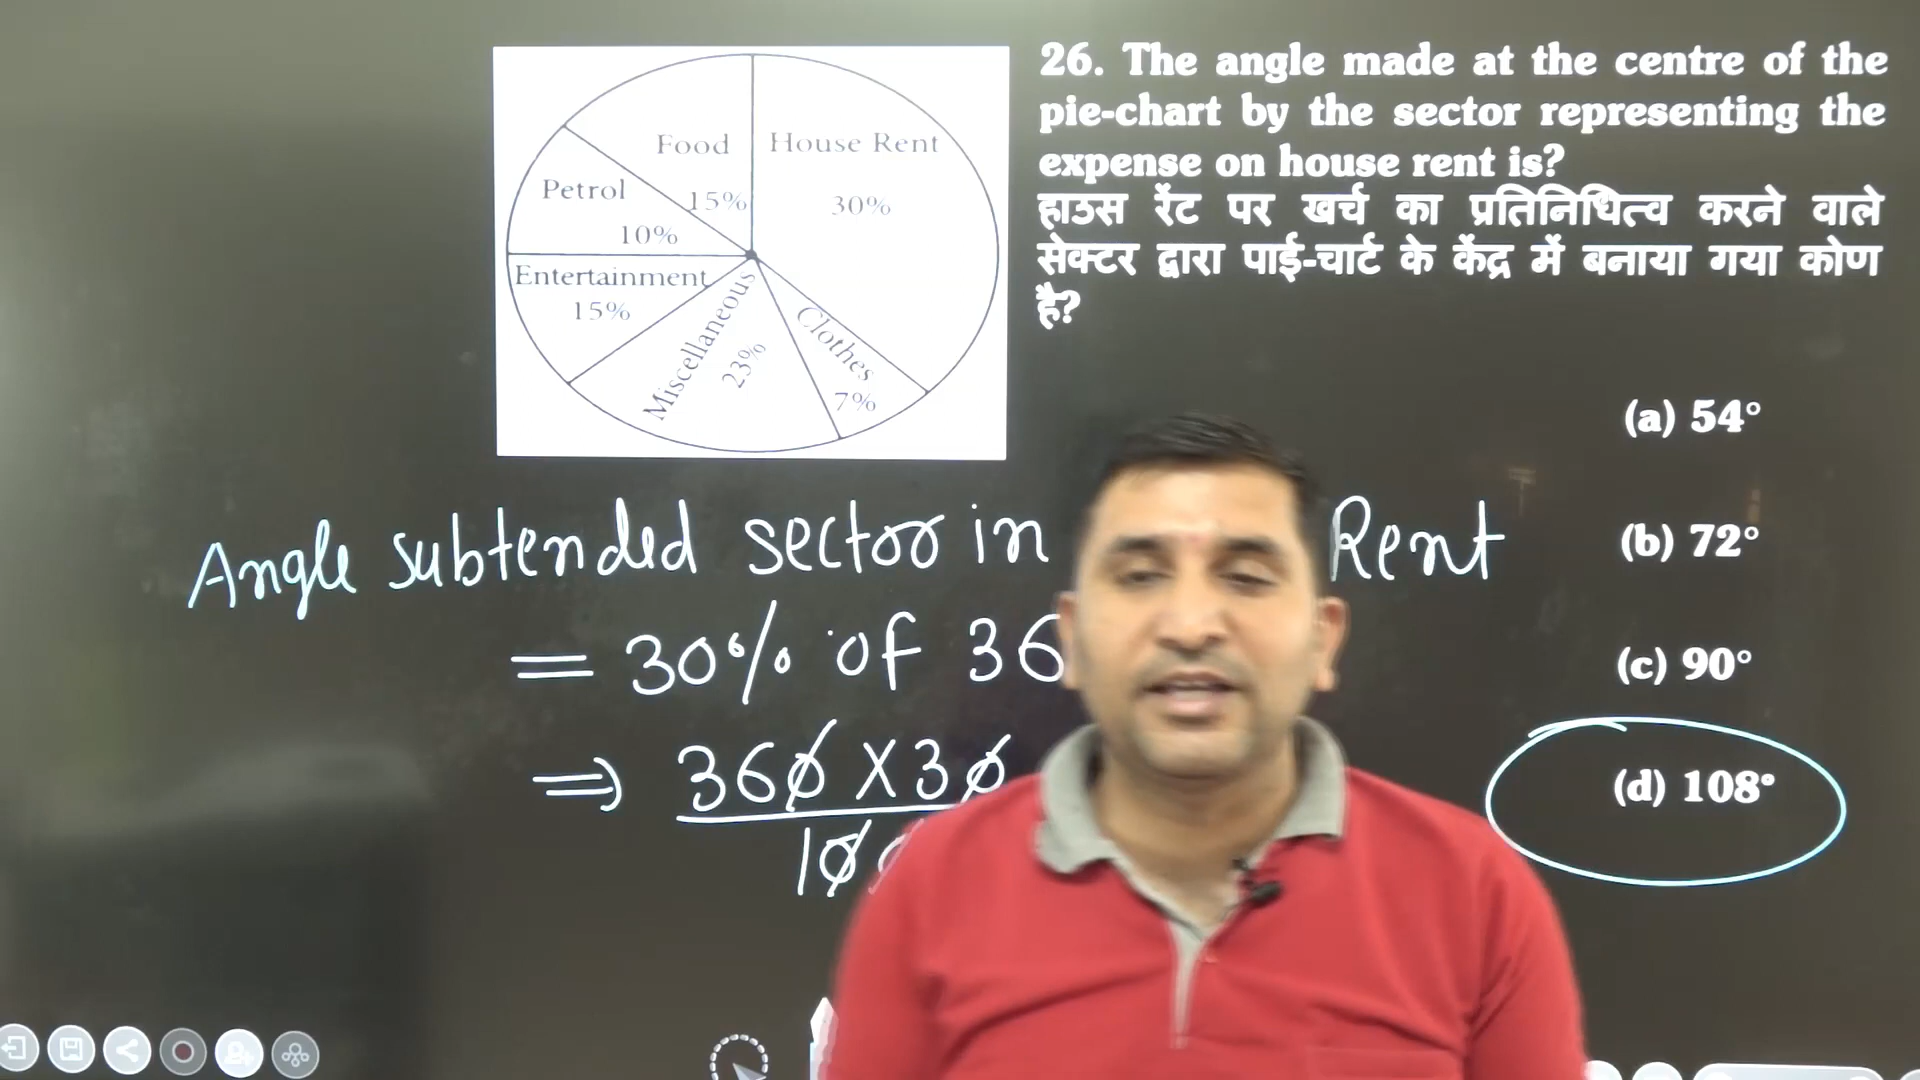 Food
15%
House Rent
30%
Petrol
10%
Entertainment
15%
Miscellaneous
23%
Clothes
7%
26. The angle made at the centre of the
pie-chart by the sector representing the
expense on house rent is?
हाउस रेंट पर खर्च का प्रतिनिधित्व करने वाले
सेक्टर द्वारा पाई-चार्ट के केंद्र में बनाया गया कोण
है?
(a) 54°
(b) 72°
(c) 90°
(d) 108°
Angle subtended sector in Rent
= 30% of 36
⇒ 360 X 30
10